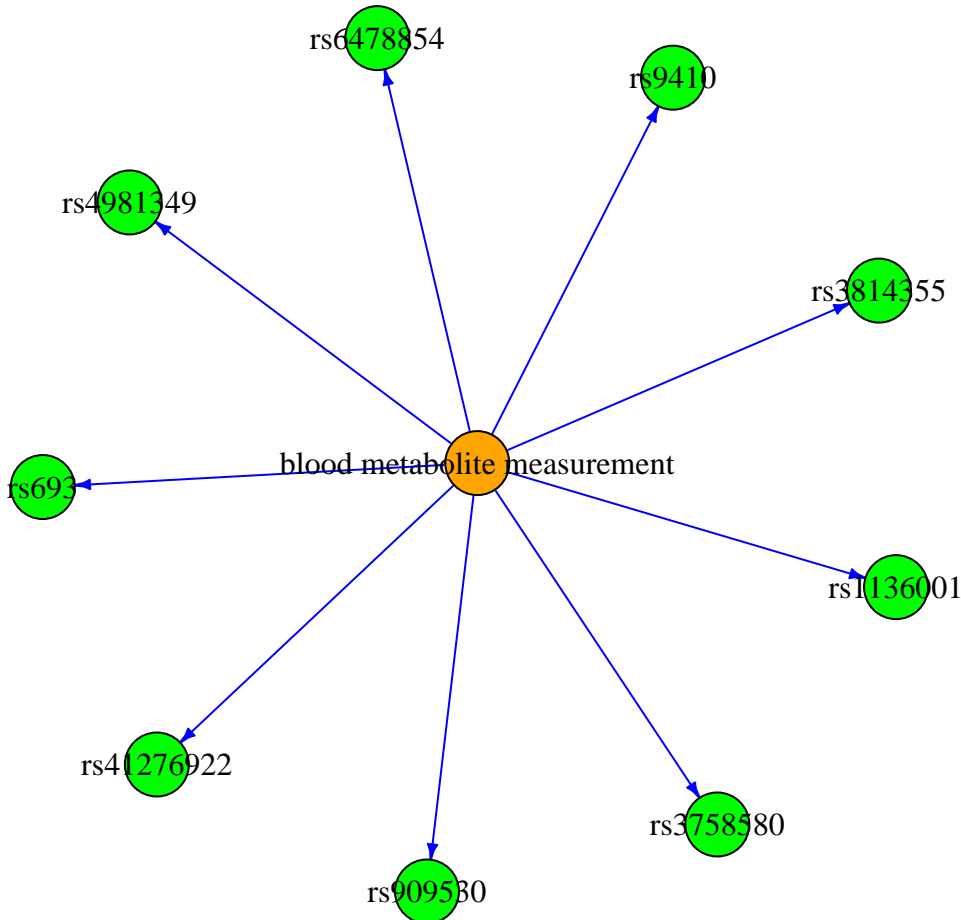 rs6478854
rs9410
rs4981349
rs3814355
blood metabolite measurement
rs693
rs1136001
rs41276922
rs3758580
rs909530